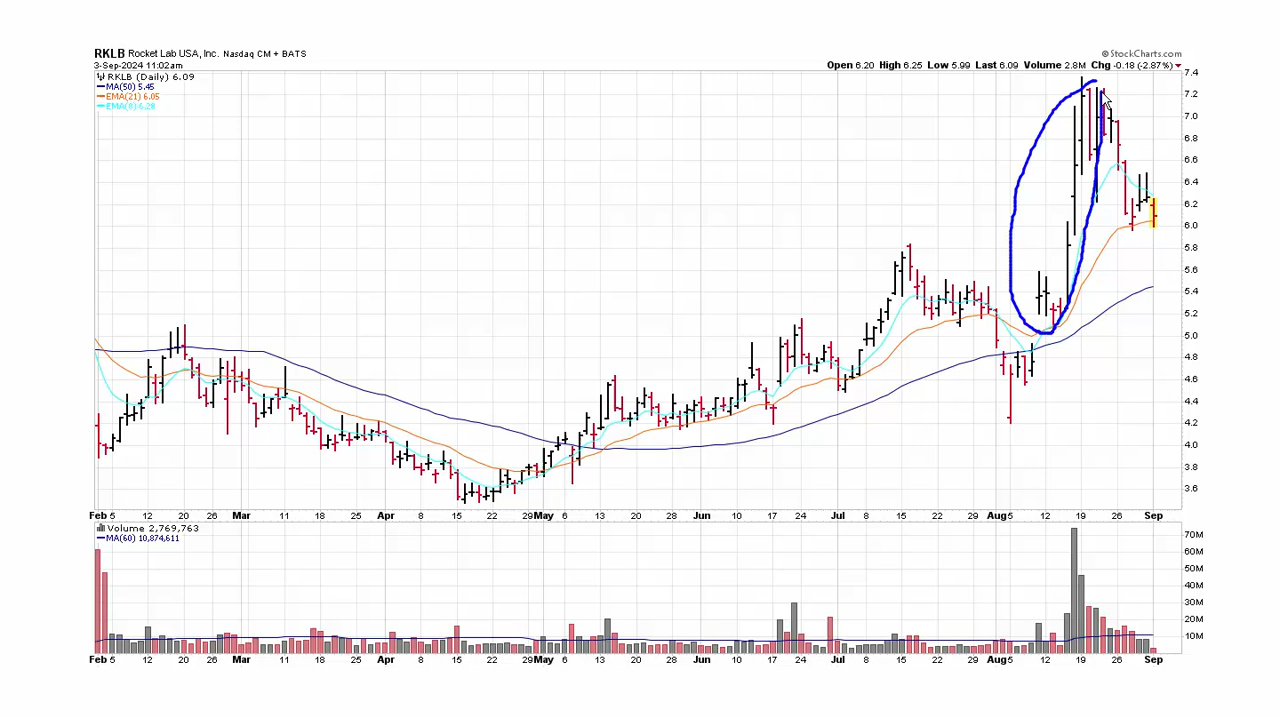 RKLB Rocket Lab USA, Inc. Nasdaq CM + BATS
© StockCharts.com
3-Sep-2024 11:02am
Open 6.20 High 6.25 Low 5.99 Last 6.09 Volume 2.8M Chg -0.18 (-2.87%)
RKLB (Daily) 6.09
MA(50) 5.45
EMA(21) 6.05
EMA(8) 6.28
7.4
7.2
7.0
6.8
6.6
6.4
6.2
6.0
5.8
5.6
5.4
5.2
5.0
4.8
4.6
4.4
4.2
4.0
3.8
3.6
Feb 5 12 20 26 Mar 11 18 25 Apr 8 15 22 29 May 6 13 20 28 Jun 10 17 24 Jul 8 15 22 29 Aug 5 12 19 26 Sep
Volume 2,769,763
MA(60) 10,874,611
70M
60M
50M
40M
30M
20M
10M
Feb 5 12 20 26 Mar 11 18 25 Apr 8 15 22 29 May 6 13 20 28 Jun 10 17 24 Jul 8 15 22 29 Aug 5 12 19 26 Sep